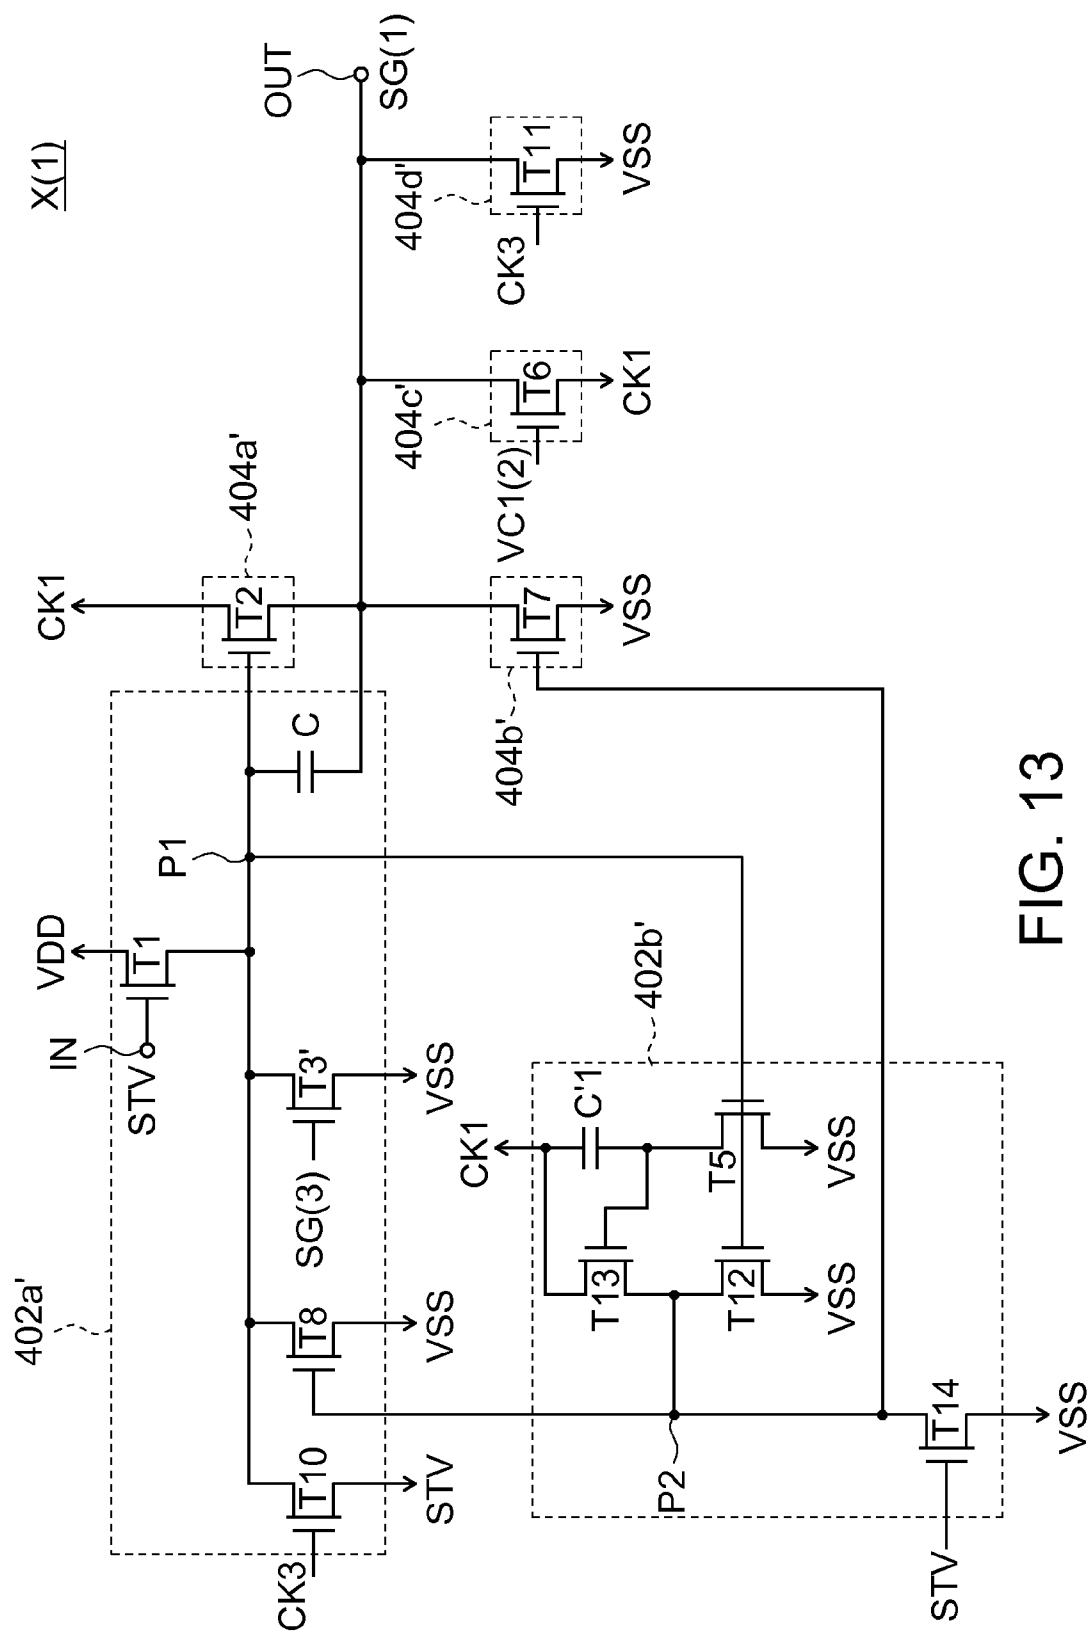 X(1)
OUT
SG(1)
CK1
404a'
T2
404d'
T11
CK3
VSS
404c'
T6
VC1(2)
CK1
404b'
T7
VSS
402a'
VDD
IN
STV
T1
P1
C
T3'
SG(3)
VSS
T8
VSS
T10
CK3
STV
402b'
CK1
C'1
T13
T5
VSS
T12
VSS
P2
T14
STV
VSS
FIG. 13